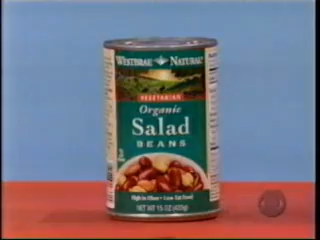 WESTBRAE NATURAL
VEGETARIAN
Organic
Salad
BEANS
High in Fiber • Low Fat Food
NET WT 15 OZ (425g)